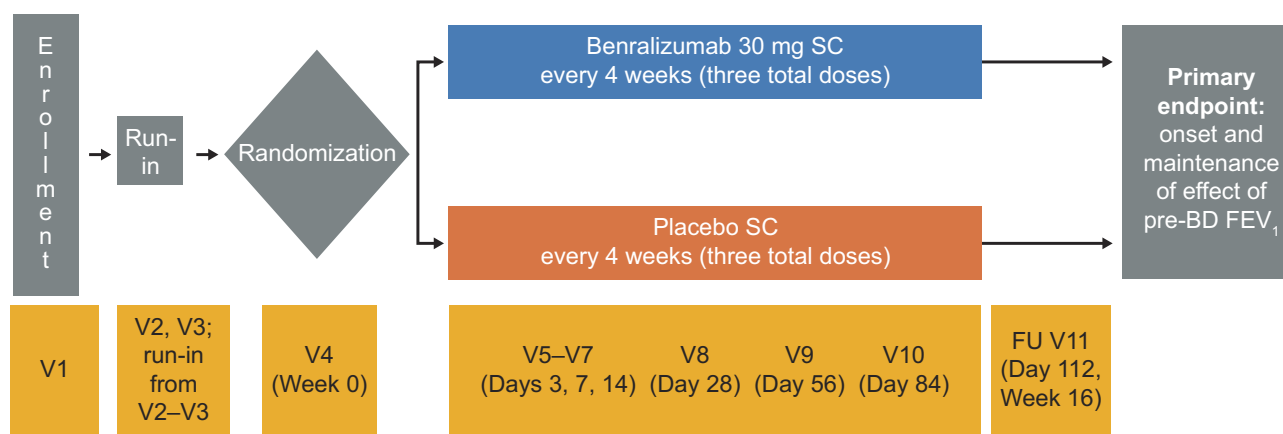 Enrollment
Run-
in
Randomization
Benralizumab 30 mg SC
every 4 weeks (three total doses)
Placebo SC
every 4 weeks (three total doses)
Primary
endpoint:
onset and
maintenance
of effect of
pre-BD FEV₁
V1
V2, V3;
run-in
from
V2–V3
V4
(Week 0)
V5–V7
(Days 3, 7, 14)
V8
(Day 28)
V9
(Day 56)
V10
(Day 84)
FU V11
(Day 112,
Week 16)